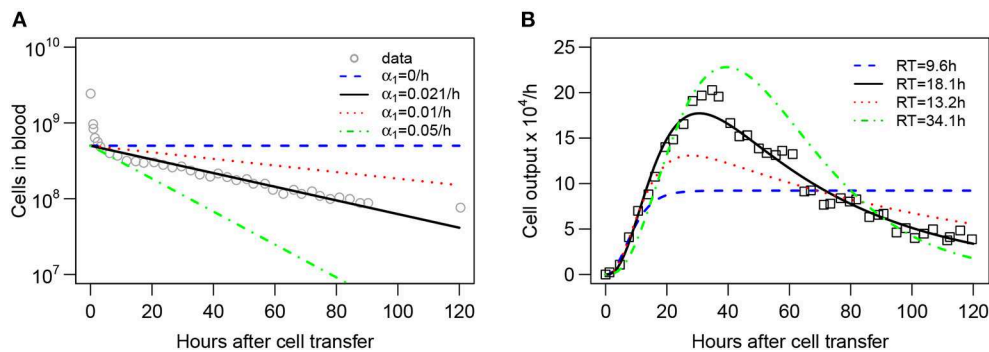 A
Cells in blood
10^10
10^9
10^8
10^7
data
α₁=0/h
α₁=0.021/h
α₁=0.01/h
α₁=0.05/h
0 20 40 60 80 100 120
Hours after cell transfer
B
Cell output x 10^4/h
25
20
15
10
5
0
RT=9.6h
RT=18.1h
RT=13.2h
RT=34.1h
0 20 40 60 80 100 120
Hours after cell transfer